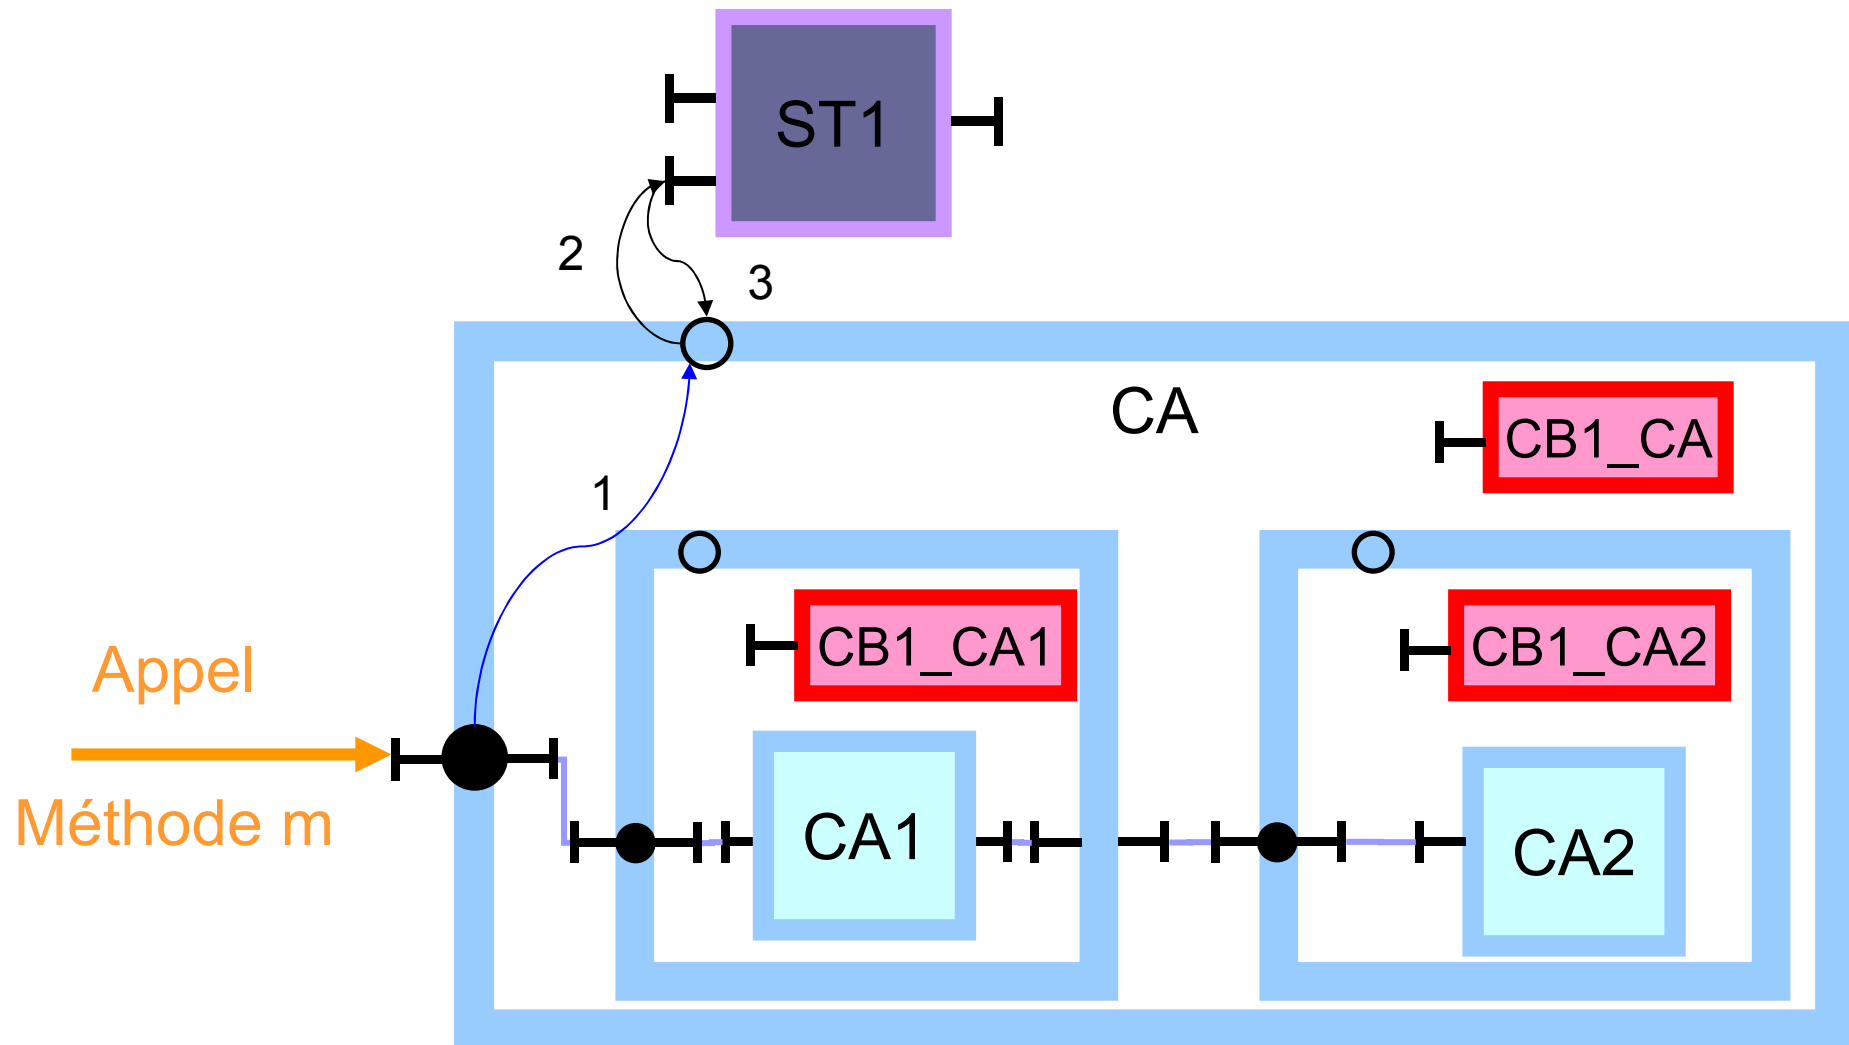 ST1
2
3
CA
CB1_CA
1
CB1_CA1
CB1_CA2
Appel
Méthode m
CA1
CA2